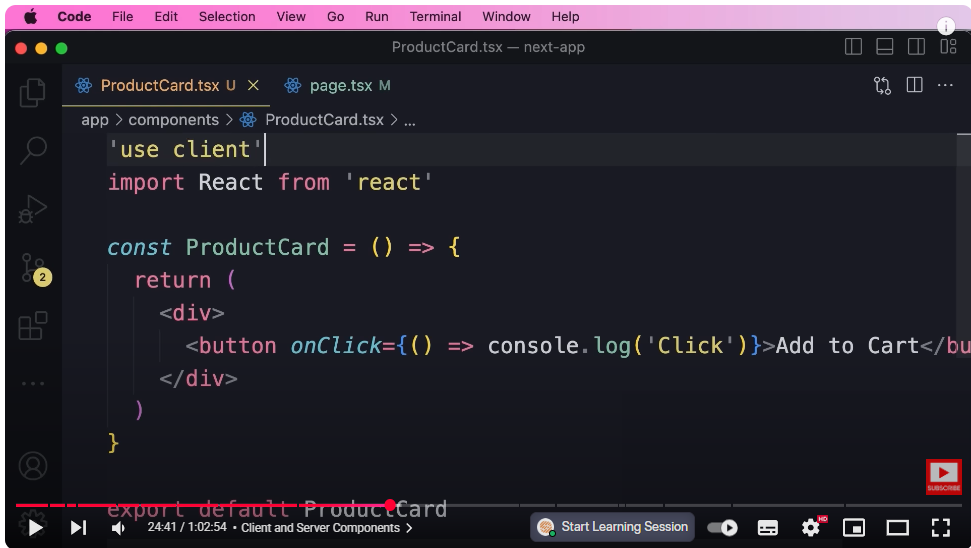 Code File Edit Selection View Go Run Terminal Window Help
ProductCard.tsx — next-app
ProductCard.tsx U page.tsx M
app > components > ProductCard.tsx > ...
'use client'
import React from 'react'
const ProductCard = () => {
return (
<div>
<button onClick={() => console.log('Click')}>Add to Cart</bu
</div>
)
}
2
export default ProductCard
SUBSCRIBE
24:41 / 1:02:54 • Client and Server Components >
Start Learning Session
HD